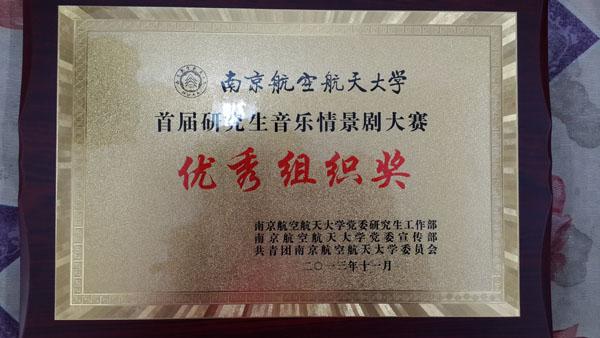 南京航空航天大学
首届研究生音乐情景剧大赛
优秀组织奖
南京航空航天大学党委研究生工作部
南京航空航天大学党委宣传部
共青团南京航空航天大学委员会
二〇一三年十一月